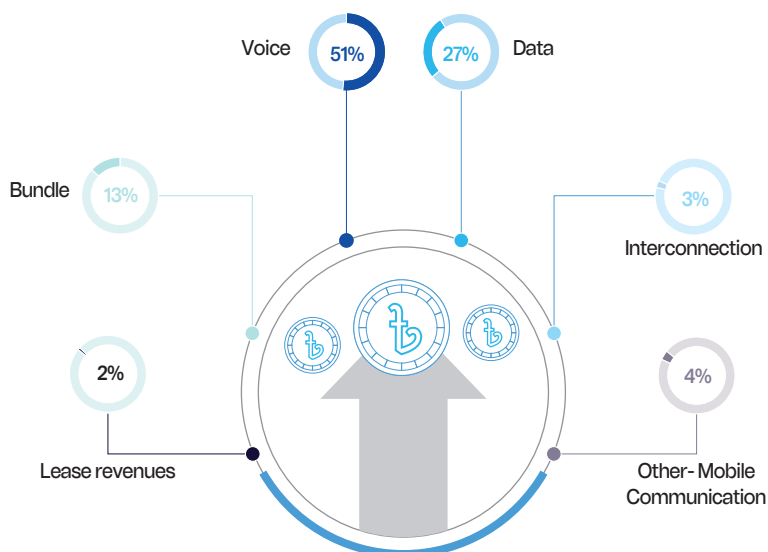 Voice
51%
27%
Data
Bundle
13%
3%
Interconnection
2%
Lease revenues
4%
Other- Mobile
Communication
৳
৳
৳